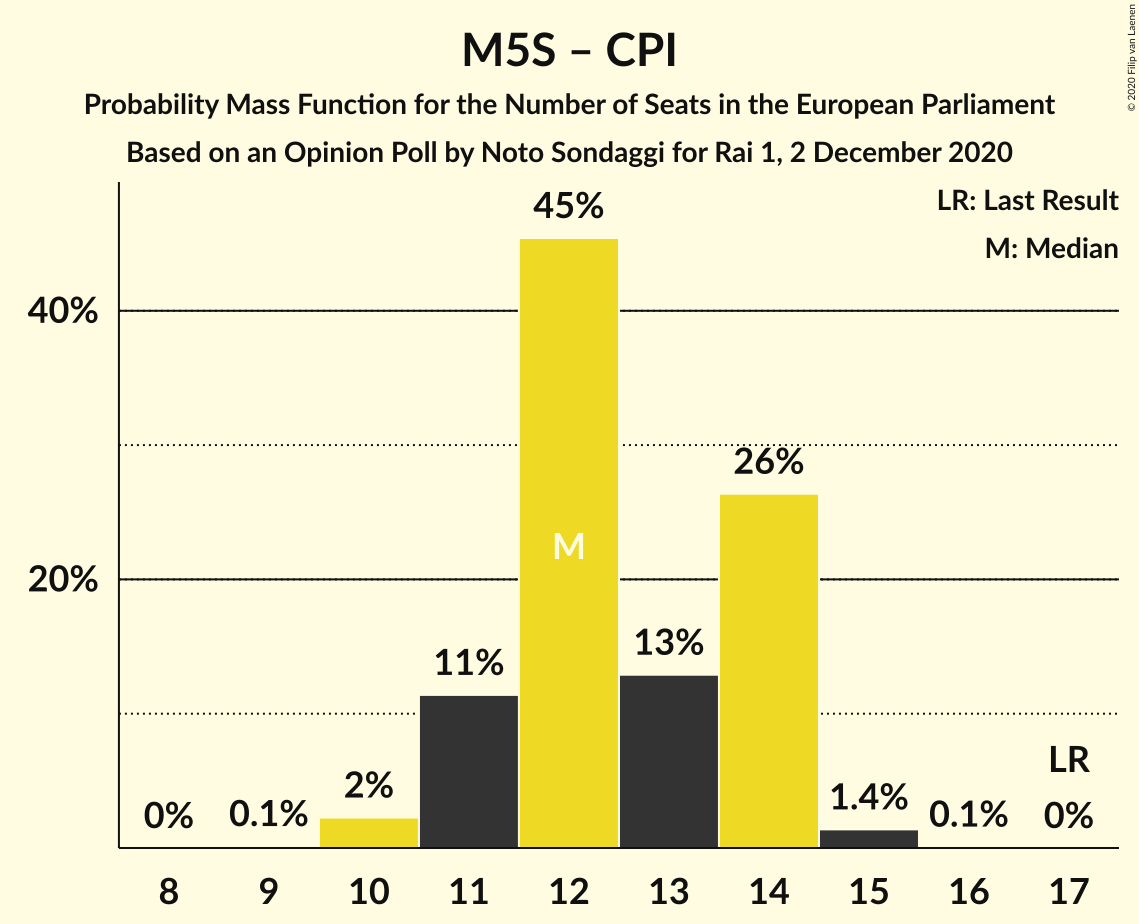 M5S – CPI
Probability Mass Function for the Number of Seats in the European Parliament
Based on an Opinion Poll by Noto Sondaggi for Rai 1, 2 December 2020
© 2020 Filip van Laenen
LR: Last Result
M: Median
40%
20%
0%
0.1%
2%
11%
45%
M
13%
26%
1.4%
0.1%
LR
0%
8 9 10 11 12 13 14 15 16 17